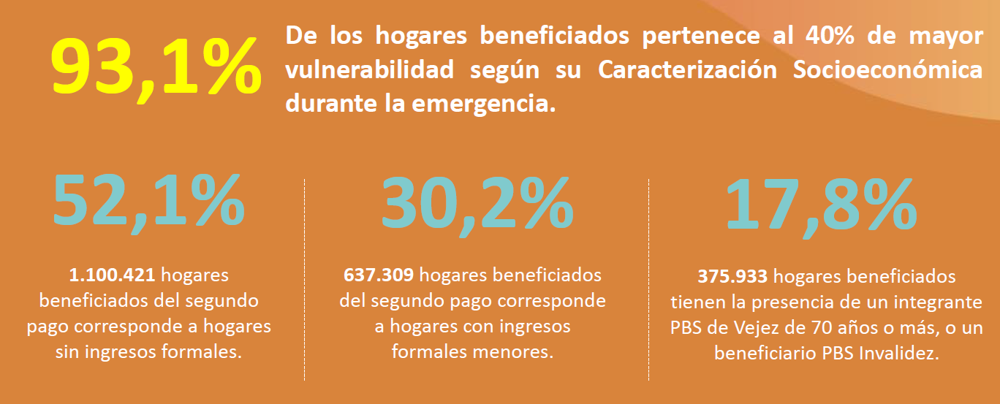 93,1%
De los hogares beneficiados pertenece al 40% de mayor
vulnerabilidad según su Caracterización Socioeconómica
durante la emergencia.
52,1%
1.100.421 hogares
beneficiados del segundo
pago corresponde a hogares
sin ingresos formales.
30,2%
637.309 hogares beneficiados
del segundo pago corresponde
a hogares con ingresos
formales menores.
17,8%
375.933 hogares beneficiados
tienen la presencia de un integrante
PBS de Vejez de 70 años o más, o un
beneficiario PBS Invalidez.